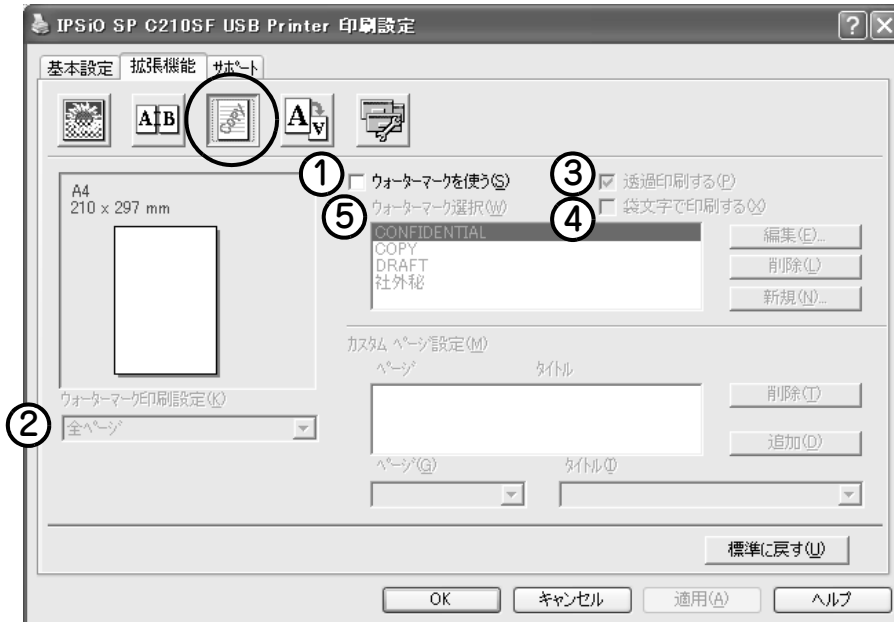 IPSiO SP C210SF USB Printer 印刷設定
基本設定 拡張機能 サポート
A B
A A
① ウォーターマークを使う(S) ③ 透過印刷する(P)
A4
210 x 297 mm
⑤ ウォーターマーク選択(W) ④ 袋文字で印刷する(X)
CONFIDENTIAL
COPY
DRAFT
社外秘
編集(E)...
削除(L)
新規(N)...
カスタム ページ設定(M)
ページ タイトル
ウォーターマーク印刷設定(K)
② 全ページ
削除(T)
追加(D)
ページ(G) タイトル(I)
標準に戻す(U)
OK キャンセル 適用(A) ヘルプ